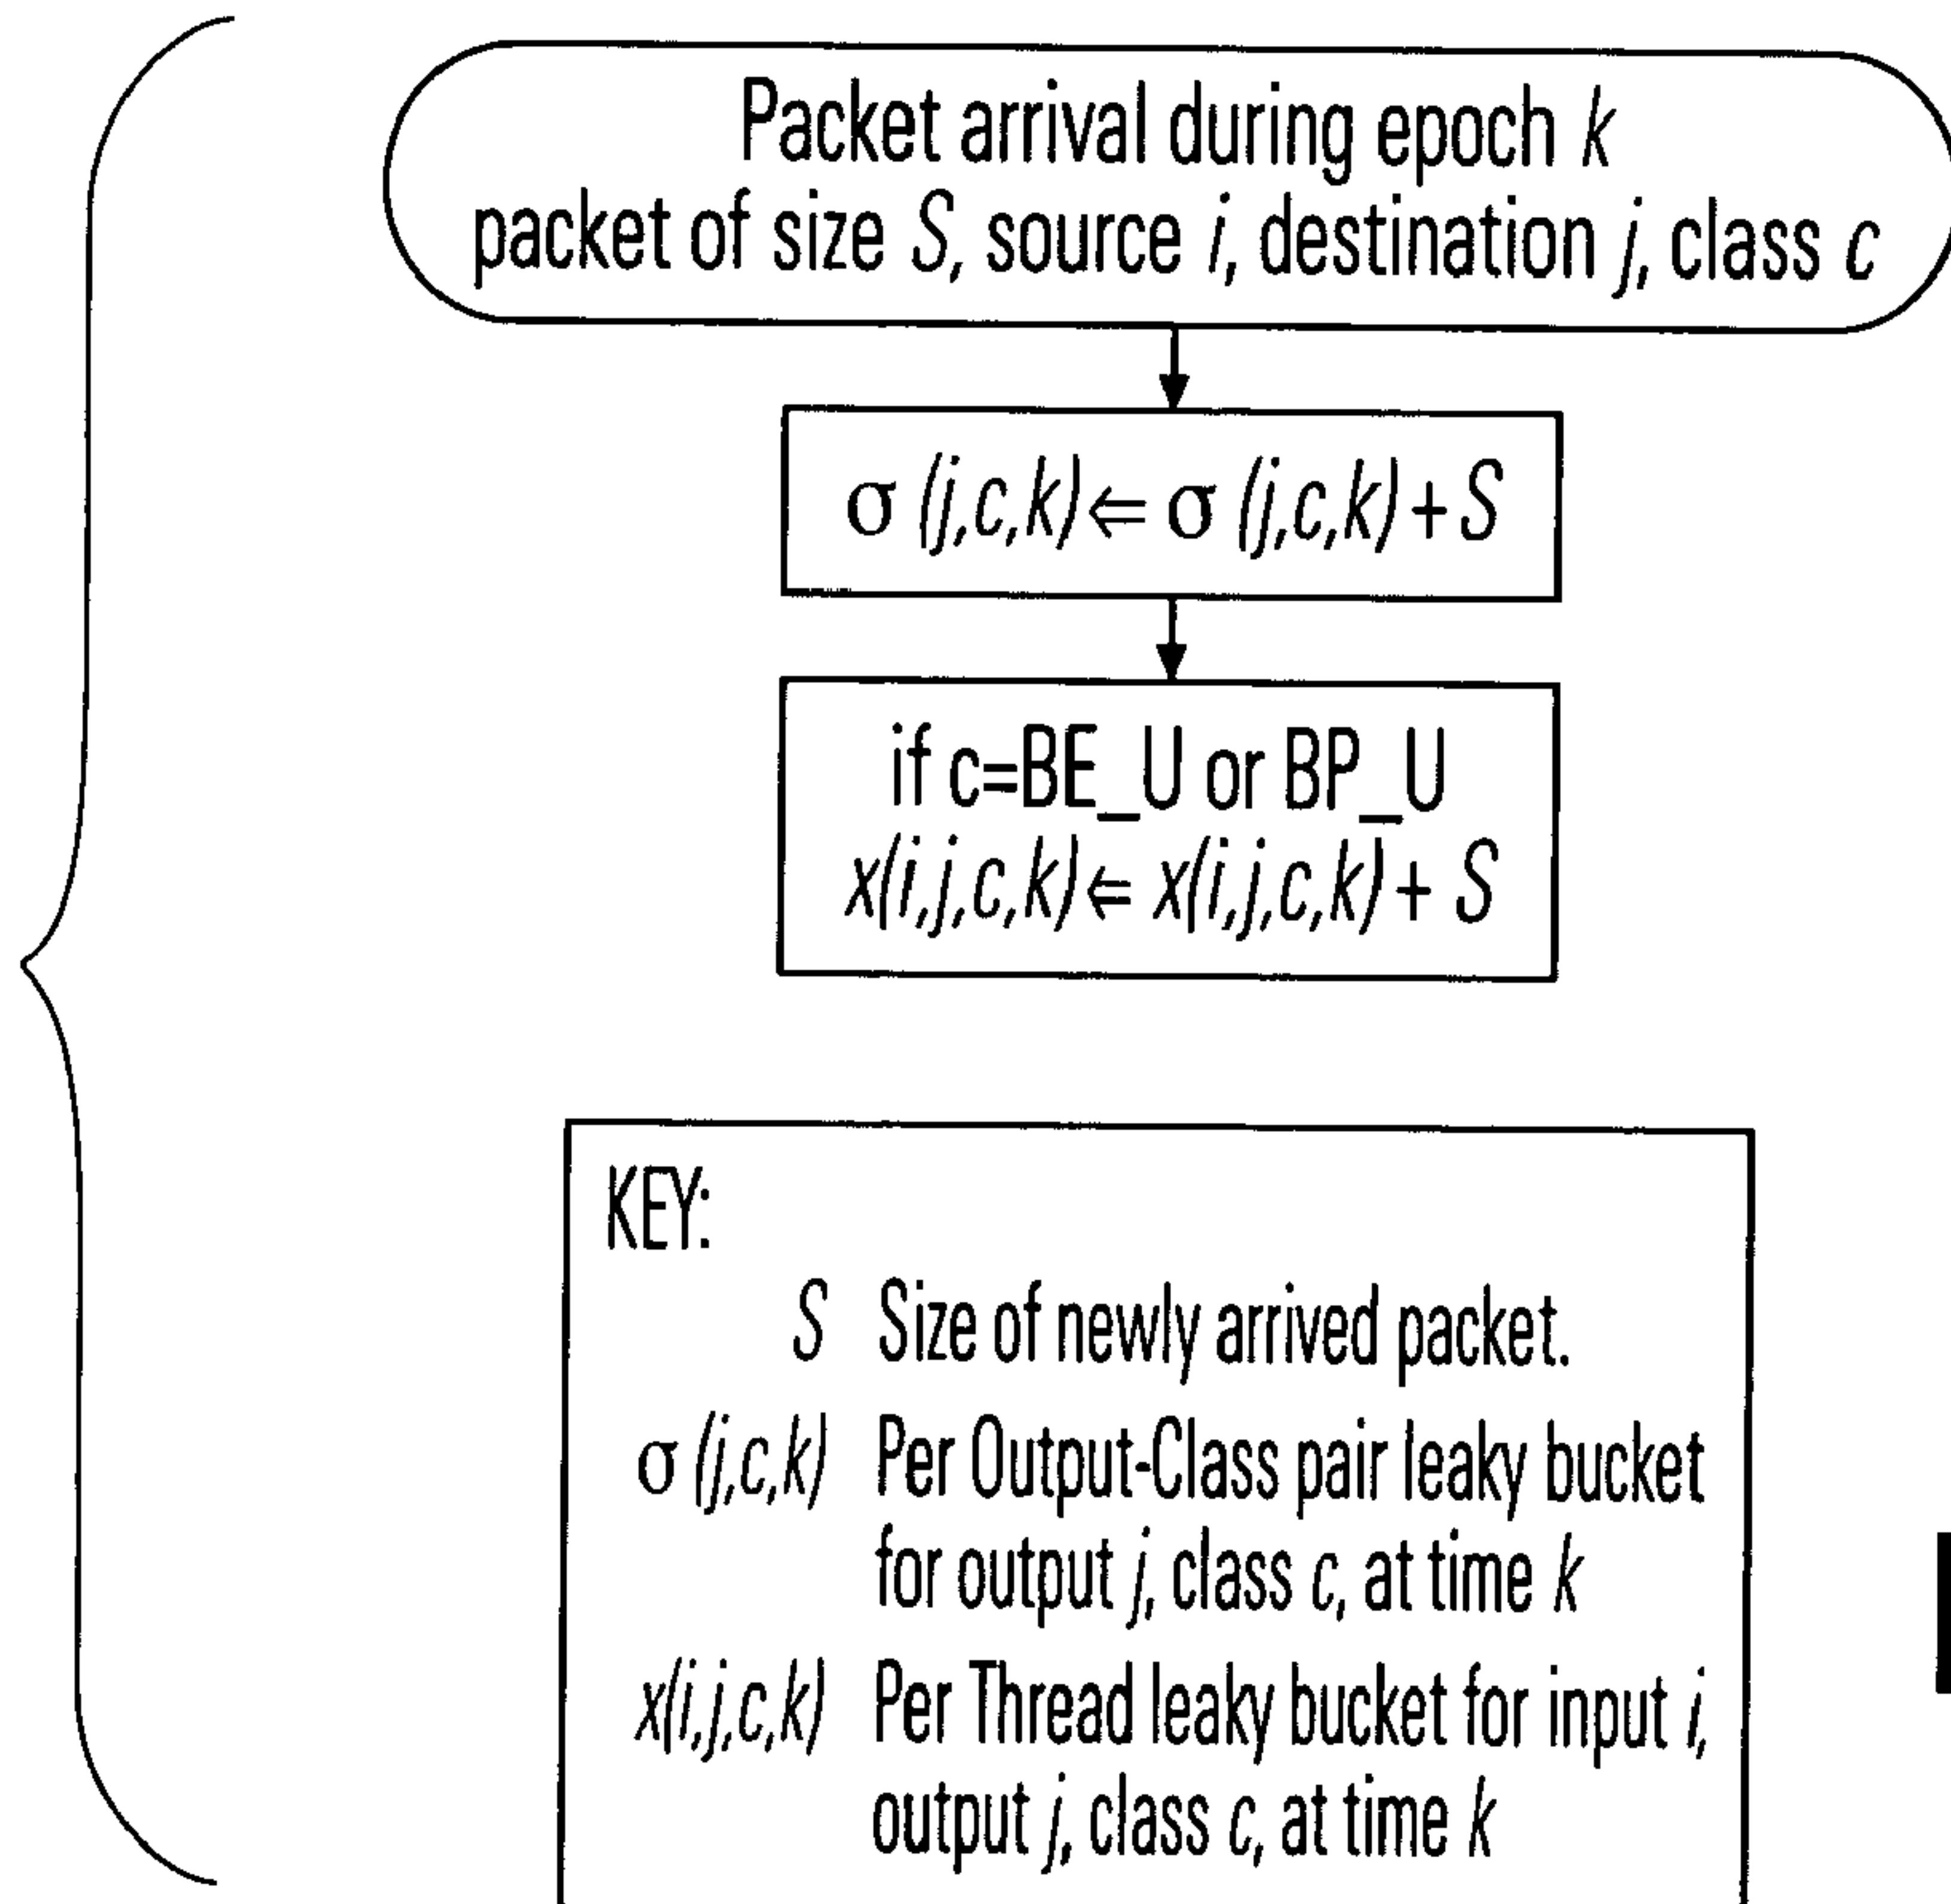 Packet arrival during epoch k
packet of size S, source i, destination j, class c
σ (j,c,k) ⇐ σ (j,c,k) + S
if c=BE_U or BP_U
x(i,j,c,k) ⇐ x(i,j,c,k) + S
KEY:
S Size of newly arrived packet.
σ (j,c,k) Per Output-Class pair leaky bucket
for output j, class c, at time k
x(i,j,c,k) Per Thread leaky bucket for input i,
output j, class c, at time k